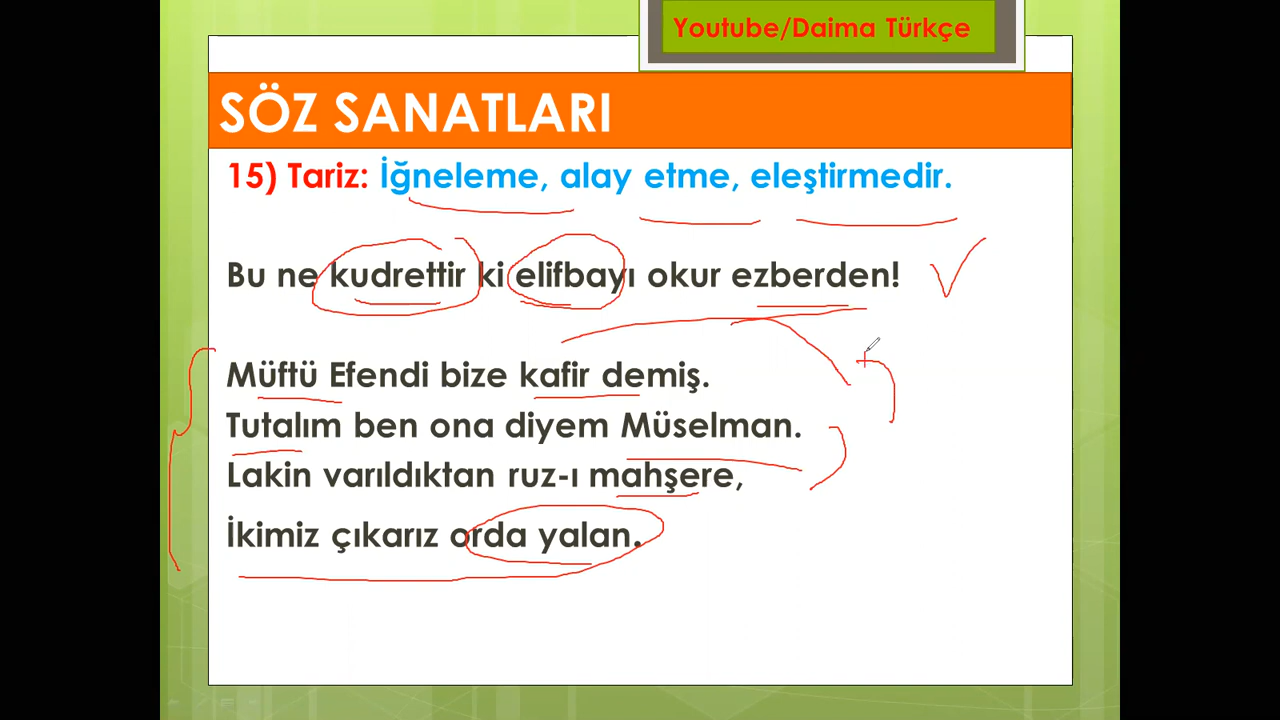 Youtube/Daima Türkçe
SÖZ SANATLARI
15) Tariz: İğneleme, alay etme, eleştirmedir.
Bu ne kudrettir ki elifbayı okur ezberden!
Müftü Efendi bize kafir demiş.
Tutalım ben ona diyem Müselman.
Lakin varıldıktan ruz-ı mahşere,
İkimiz çıkarız orda yalan.